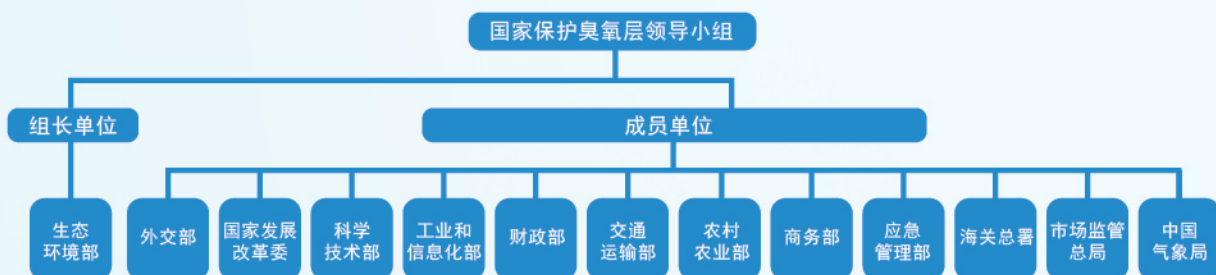 国家保护臭氧层领导小组
组长单位
成员单位
生态
环境部
外交部
国家发展
改革委
科学
技术部
工业和
信息化部
财政部
交通
运输部
农村
农业部
商务部
应急
管理部
海关总署
市场监管
总局
中国
气象局